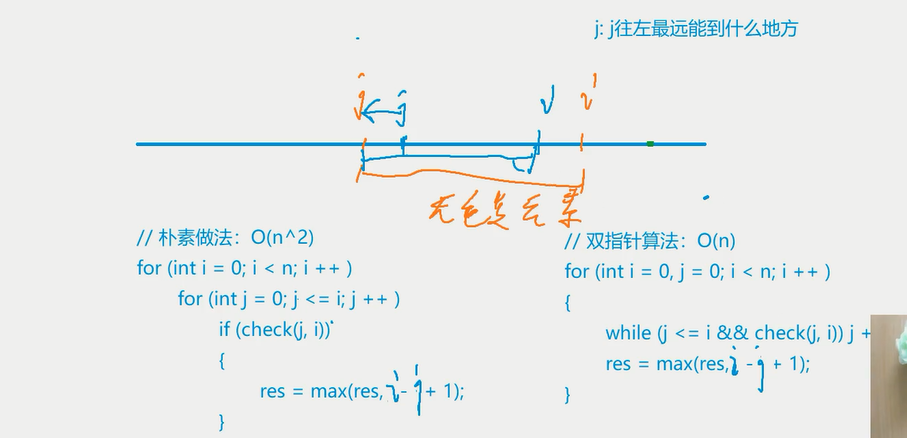 j: j往左最远能到什么地方
j j i i'
无重复元素
// 朴素做法：O(n^2)
for (int i = 0; i < n; i ++ )
for (int j = 0; j <= i; j ++ )
if (check(j, i))
{
res = max(res, i - j + 1);
}
// 双指针算法：O(n)
for (int i = 0, j = 0; i < n; i ++ )
{
while (j <= i && check(j, i)) j +
res = max(res, i - j + 1);
}